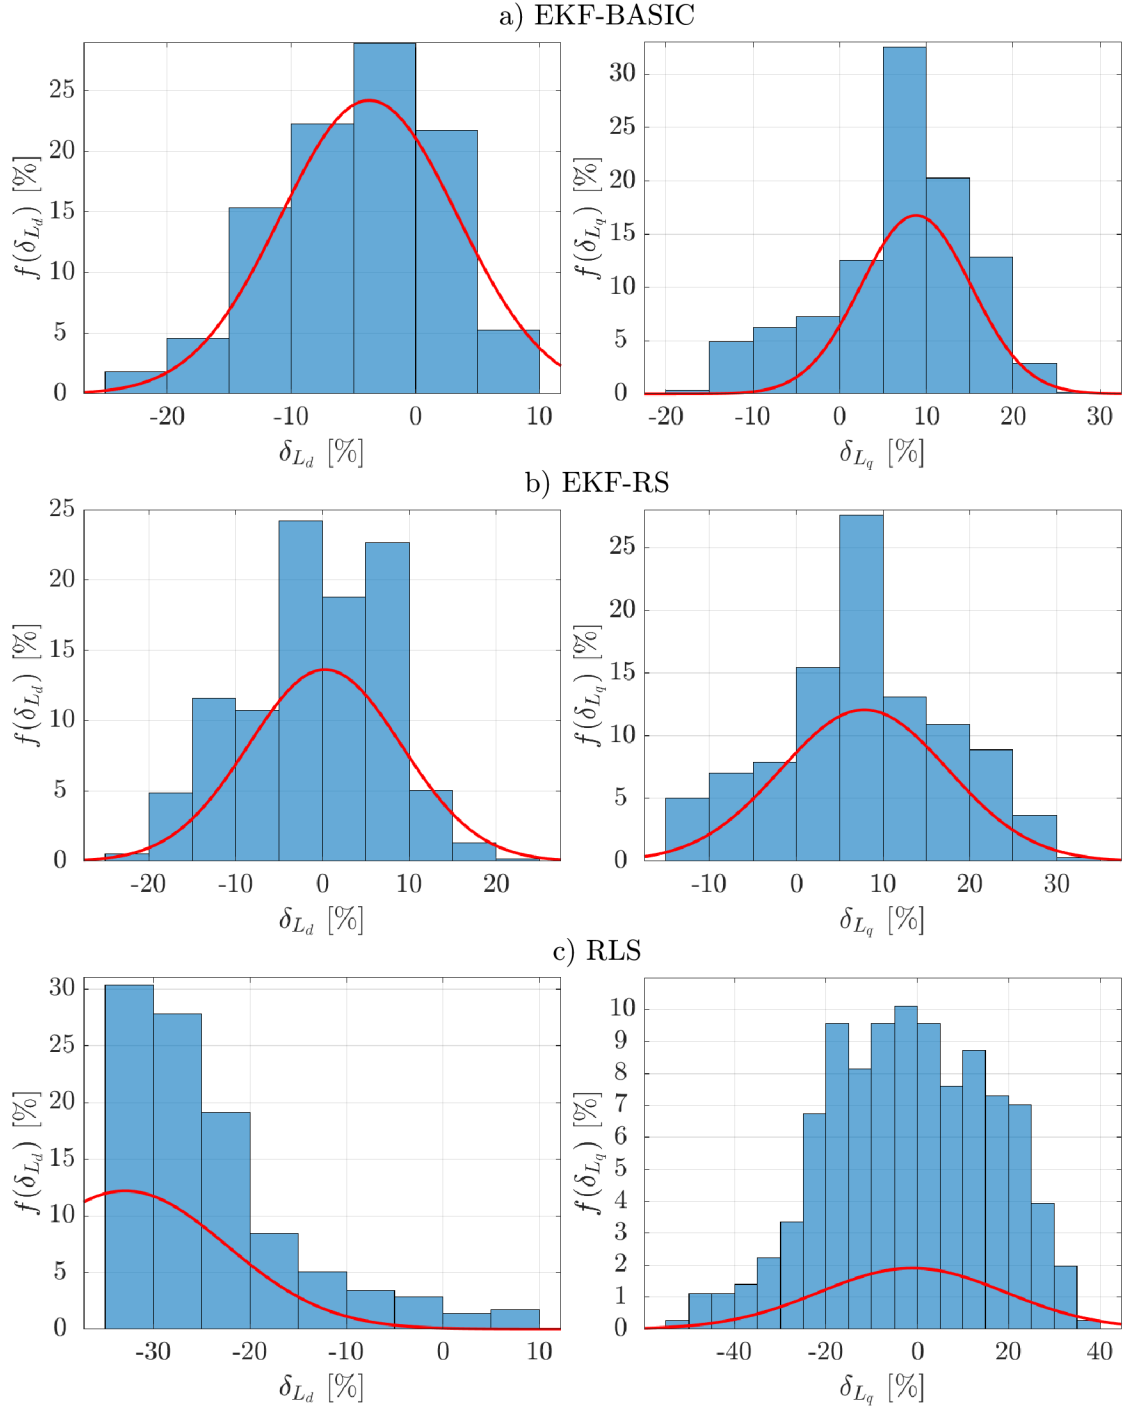 a) EKF-BASIC
f(δ_{L_d}) [%]
25
20
15
10
5
0
-20 -10 0 10
δ_{L_d} [%]
f(δ_{L_q}) [%]
30
25
20
15
10
5
0
-20 -10 0 10 20 30
δ_{L_q} [%]
b) EKF-RS
f(δ_{L_d}) [%]
25
20
15
10
5
0
-20 -10 0 10 20
δ_{L_d} [%]
f(δ_{L_q}) [%]
25
20
15
10
5
0
-10 0 10 20 30
δ_{L_q} [%]
c) RLS
f(δ_{L_d}) [%]
30
25
20
15
10
5
0
-30 -20 -10 0 10
δ_{L_d} [%]
f(δ_{L_q}) [%]
10
9
8
7
6
5
4
3
2
1
0
-40 -20 0 20 40
δ_{L_q} [%]